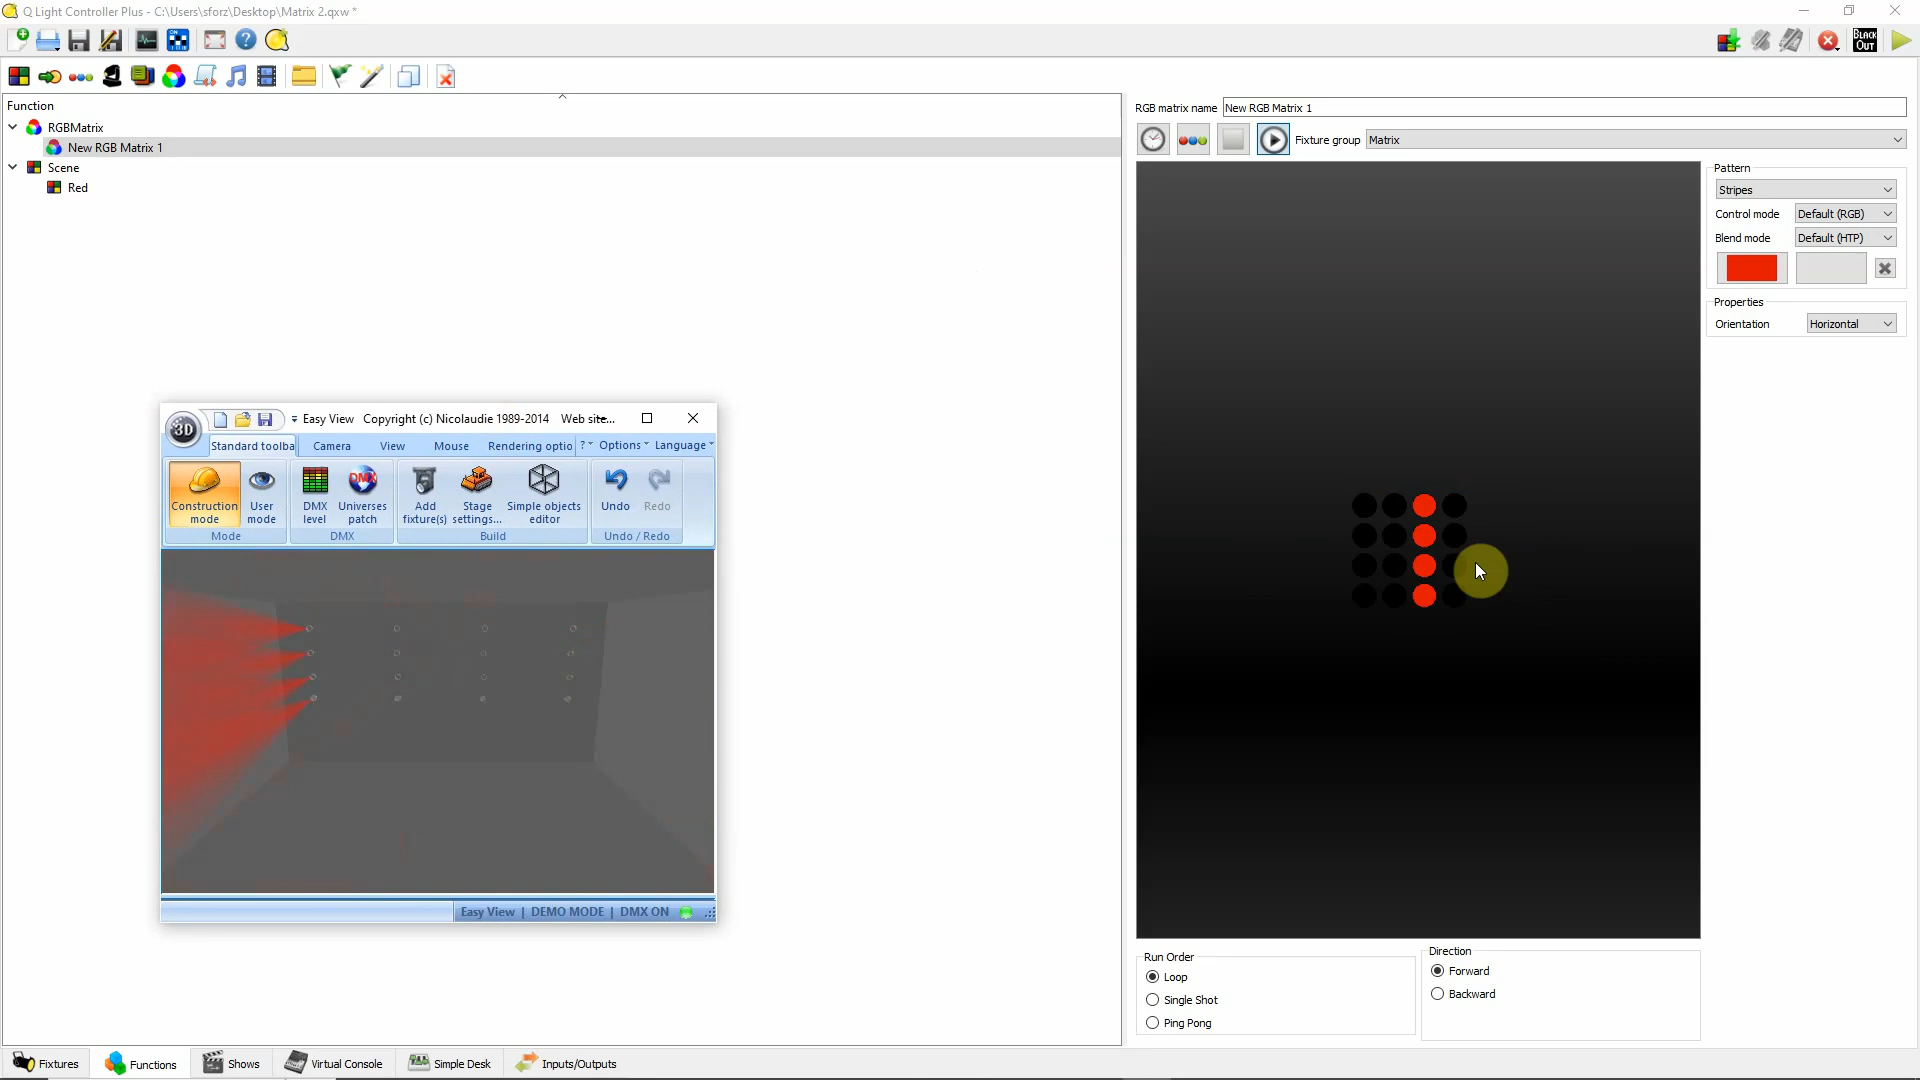 Q Light Controller Plus - C:\Users\sforz\Desktop\Matrix 2.qxw *
BLACK
OUT
Function
RGBMatrix
New RGB Matrix 1
Scene
Red
RGB matrix name
New RGB Matrix 1
Fixture group
Matrix
Pattern
Stripes
Control mode
Default (RGB)
Blend mode
Default (HTP)
Properties
Orientation
Horizontal
3D
Easy View Copyright (c) Nicolaudie 1989-2014 Web site...
Standard toolba
Camera
View
Mouse
Rendering optio
?
Options
Language
Construction
mode
User
mode
Mode
DMX
level
DMX
Universes
patch
DMX
Add
fixture(s)
Stage
settings...
Simple objects
editor
Build
Undo
Redo
Undo / Redo
Easy View | DEMO MODE | DMX ON
Run Order
Loop
Single Shot
Ping Pong
Direction
Forward
Backward
Fixtures
Functions
Shows
Virtual Console
Simple Desk
Inputs/Outputs